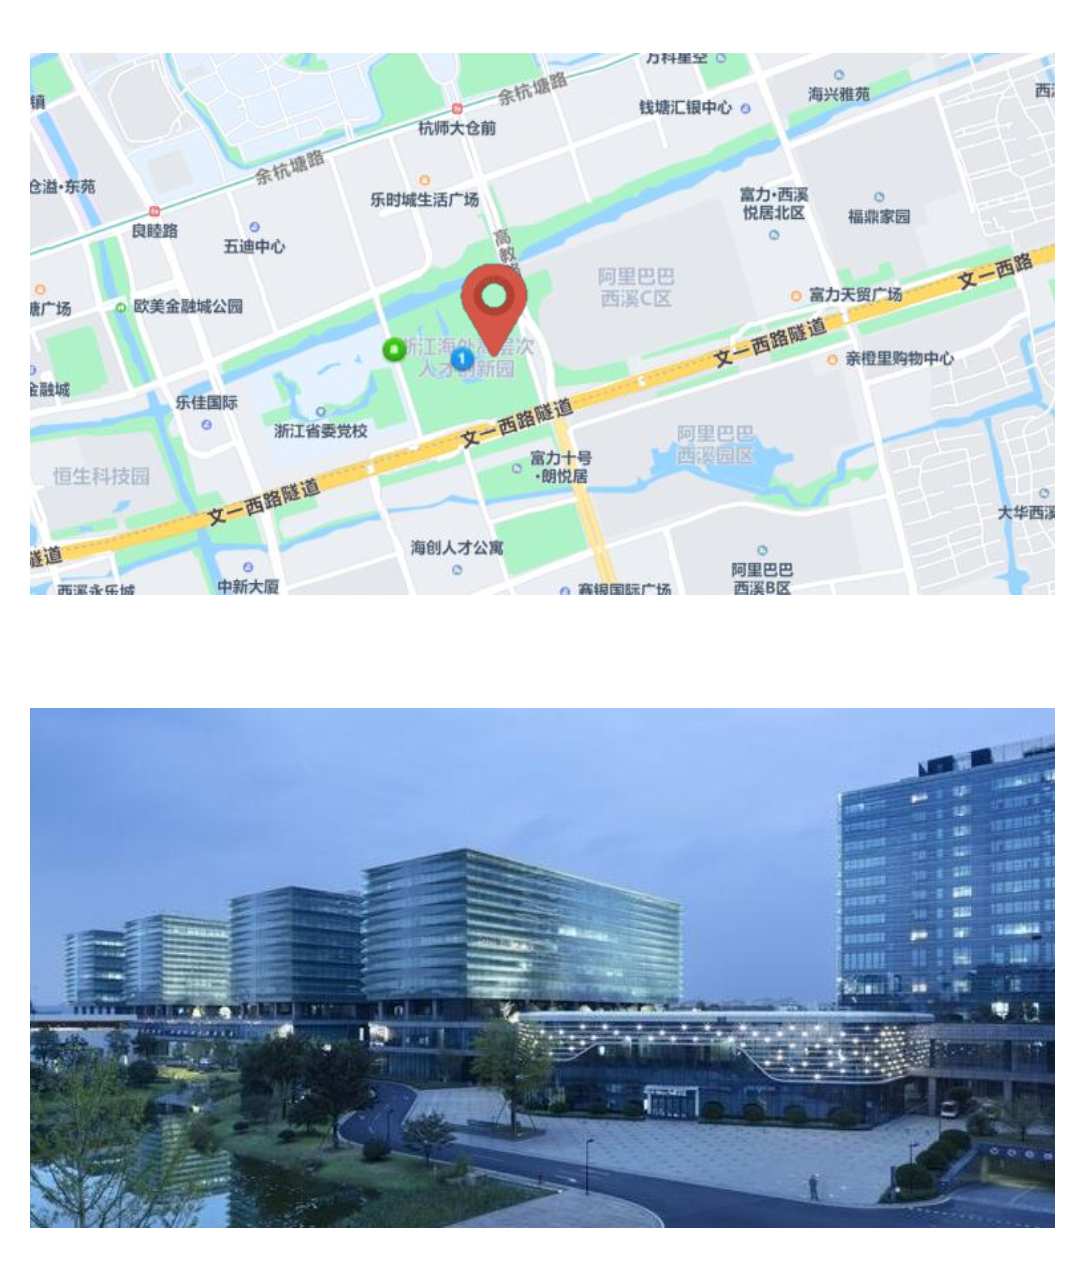 万科星空
余杭塘路
海兴雅苑
西
钱塘汇银中心
镇
杭师大仓前
余杭塘路
仓溢·东苑
乐时城生活广场
富力·西溪
悦居北区
福鼎家园
良睦路
五迪中心
高教
阿里巴巴
西溪C区
文一西路
塘广场
欧美金融城公园
富力天贸广场
文一西路隧道
浙江海外高层次
人才创新园
1
亲橙里购物中心
金融城
乐佳国际
浙江省委党校
文一西路隧道
阿里巴巴
西溪园区
恒生科技园
富力十号
·朗悦居
文一西路隧道
大华西溪
隧道
海创人才公寓
阿里巴巴
西溪B区
西溪永乐城
中新大厦
赛银国际广场